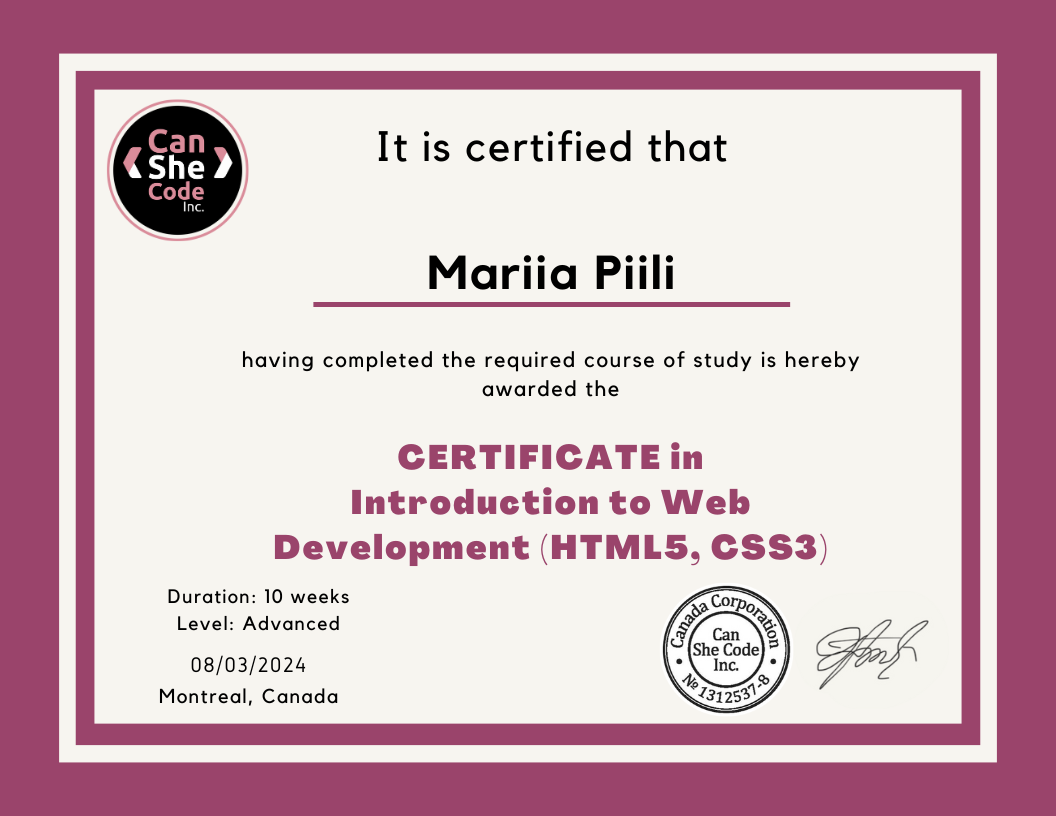 Can
She
Code
Inc.
It is certified that
Mariia Piili
having completed the required course of study is hereby
awarded the
CERTIFICATE in
Introduction to Web
Development (HTML5, CSS3)
Duration: 10 weeks
Level: Advanced
08/03/2024
Montreal, Canada
Canada Corporation
Can
She Code
Inc.
№ 1312537-8